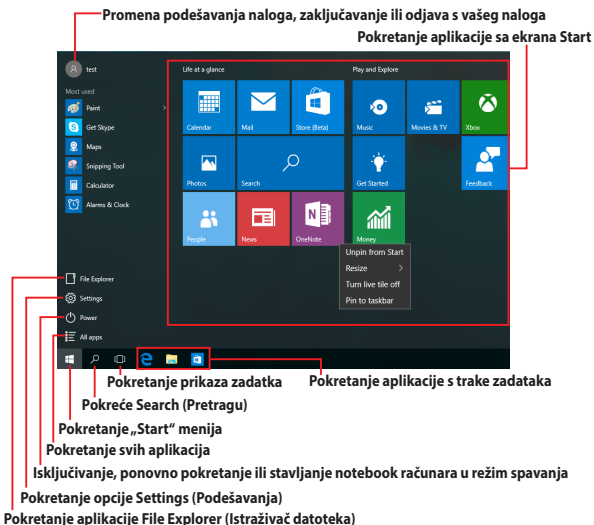 Promena podešavanja naloga, zaključavanje ili odjava s vašeg naloga
Pokretanje aplikacije sa ekrana Start
test
Life at a glance
Play and Explore
Most used
Paint
Get Skype
Maps
Snipping Tool
Calculator
Alarms & Clock
Calendar
Mail
Store (Beta)
Music
Movies & TV
Xbox
Photos
Search
Get Started
Feedback
People
News
OneNote
Money
Unpin from Start
Resize
Turn live tile off
Pin to taskbar
File Explorer
Settings
Power
All apps
Pokretanje prikaza zadatka
Pokretanje aplikacije s trake zadataka
Pokreće Search (Pretragu)
Pokretanje „Start“ menija
Pokretanje svih aplikacija
Isključivanje, ponovno pokretanje ili stavljanje notebook računara u režim spavanja
Pokretanje opcije Settings (Podešavanja)
Pokretanje aplikacije File Explorer (Istraživač datoteka)